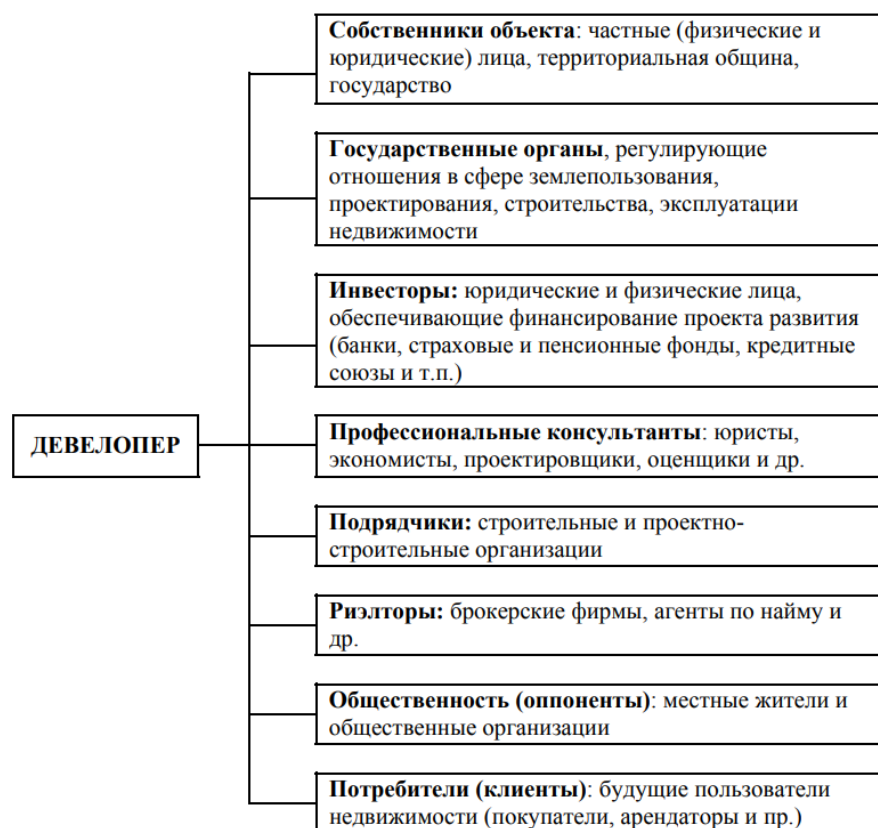 Собственники объекта: частные (физические и
юридические) лица, территориальная община,
государство
Государственные органы, регулирующие
отношения в сфере землепользования,
проектирования, строительства, эксплуатации
недвижимости
Инвесторы: юридические и физические лица,
обеспечивающие финансирование проекта развития
(банки, страховые и пенсионные фонды, кредитные
союзы и т.п.)
ДЕВЕЛОПЕР
Профессиональные консультанты: юристы,
экономисты, проектировщики, оценщики и др.
Подрядчики: строительные и проектно-
строительные организации
Риэлторы: брокерские фирмы, агенты по найму и
др.
Общественность (оппоненты): местные жители и
общественные организации
Потребители (клиенты): будущие пользователи
недвижимости (покупатели, арендаторы и пр.)